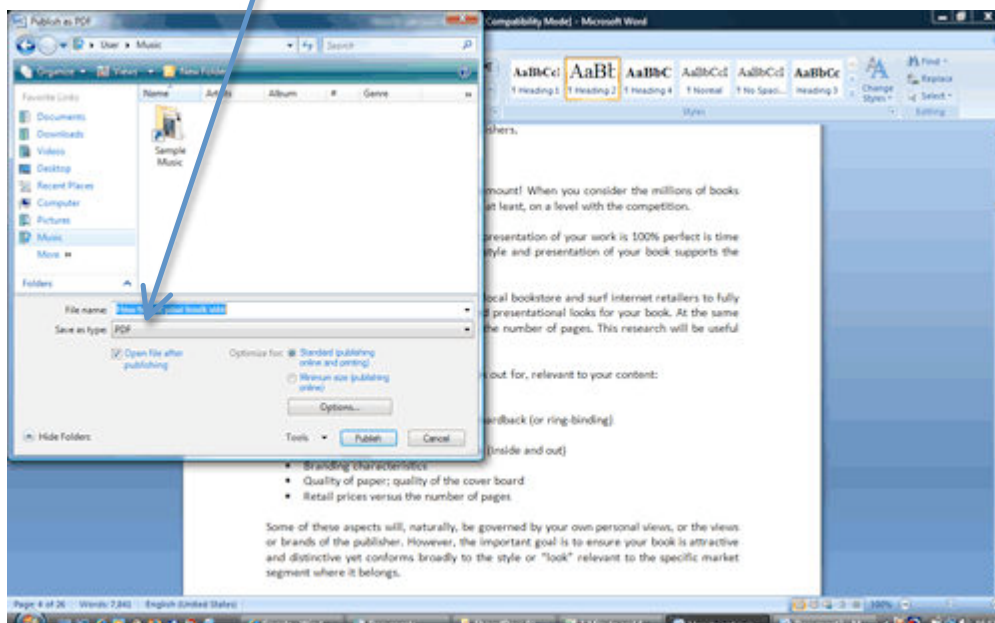 Publish as PDF
Compatibility Mode] - Microsoft Word
User Music
Search
Organize Views New Folder
Favorite Links
Documents
Downloads
Videos
Desktop
Recent Places
Computer
Pictures
Music
More »
Folders
Name Artists Album # Genre »
Sample
Music
File name:
Save as type: PDF
Open file after
publishing
Optimize for: Standard (publishing
online and printing)
Minimum size (publishing
online)
Options...
Hide Folders
Tools Publish Cancel
AaBbCcI AaBt AaBbC AaBbCcI AaBbCcI AaBbCc
Heading 1 Heading 2 Heading 4 Normal No Spaci... Heading 3
Change
Styles
Find
Replace
Select
Styles
Editing
shers.
mount! When you consider the millions of books
at least, on a level with the competition.
presentation of your work is 100% perfect is time
style and presentation of your book supports the
local bookstore and surf internet retailers to fully
d presentational looks for your book. At the same
the number of pages. This research will be useful
out for, relevant to your content:
ardback (or ring-binding)
(inside and out)
• Branding characteristics
• Quality of paper; quality of the cover board
• Retail prices versus the number of pages
Some of these aspects will, naturally, be governed by your own personal views, or the views
or brands of the publisher. However, the important goal is to ensure your book is attractive
and distinctive yet conforms broadly to the style or "look" relevant to the specific market
segment where it belongs.
Page: 4 of 26 Words: 7,841 English (United States)
100%